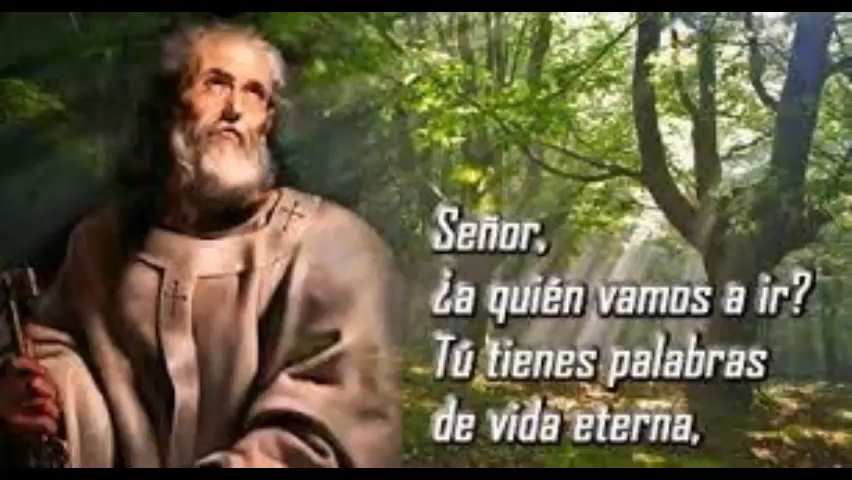 Señor,
¿a quién vamos a ir?
Tú tienes palabras
de vida eterna,